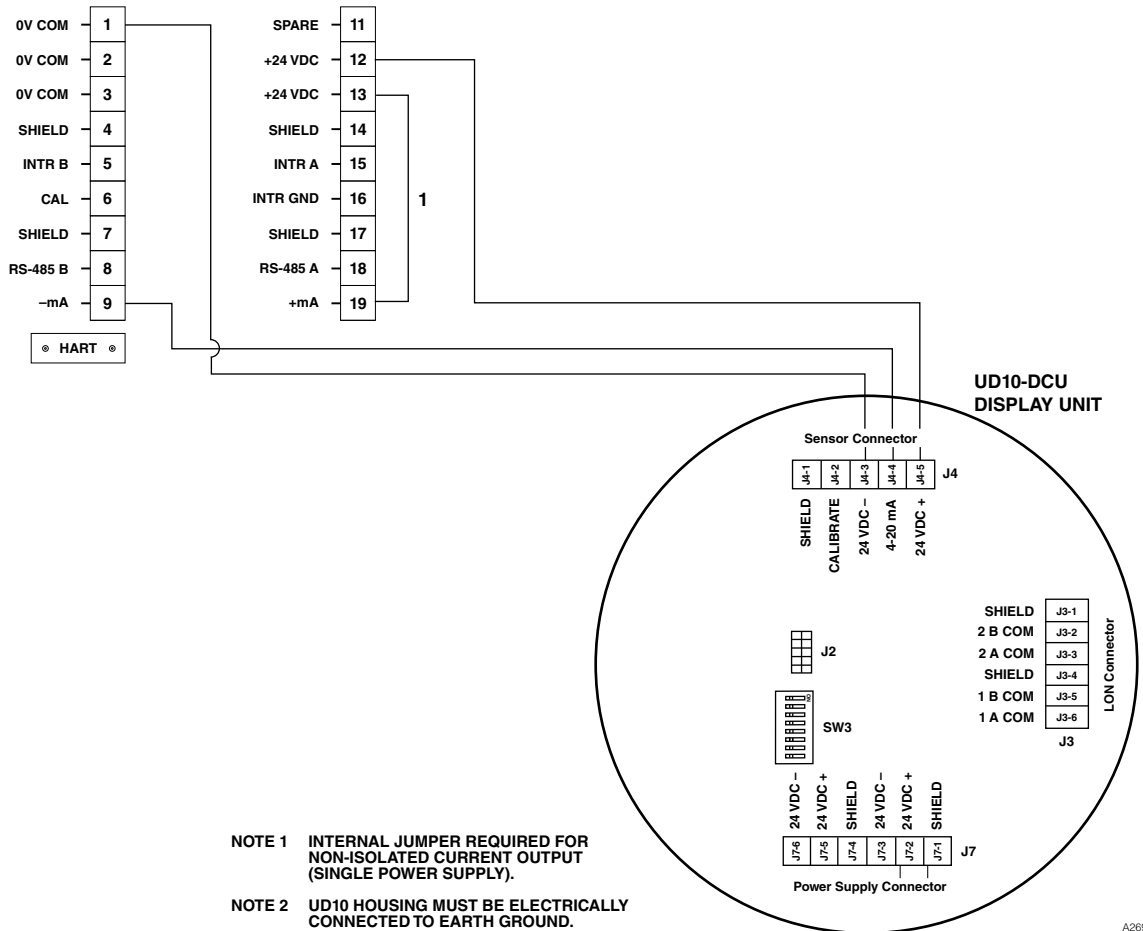 0V COM 1
0V COM 2
0V COM 3
SHIELD 4
INTR B 5
CAL 6
SHIELD 7
RS-485 B 8
–mA 9
HART
SPARE 11
+24 VDC 12
+24 VDC 13
SHIELD 14
INTR A 15
INTR GND 16
SHIELD 17
RS-485 A 18
+mA 19
1
UD10-DCU
DISPLAY UNIT
Sensor Connector
J4-1 J4-2 J4-3 J4-4 J4-5 J4
SHIELD
CALIBRATE
24 VDC –
4-20 mA
24 VDC +
SHIELD J3-1
2 B COM J3-2
2 A COM J3-3
SHIELD J3-4
1 B COM J3-5
1 A COM J3-6
J3
LON Connector
J2
ON
SW3
24 VDC –
24 VDC +
SHIELD
24 VDC –
24 VDC +
SHIELD
J7-6 J7-5 J7-4 J7-3 J7-2 J7-1 J7
Power Supply Connector
NOTE 1 INTERNAL JUMPER REQUIRED FOR
NON-ISOLATED CURRENT OUTPUT
(SINGLE POWER SUPPLY).
NOTE 2 UD10 HOUSING MUST BE ELECTRICALLY
CONNECTED TO EARTH GROUND.